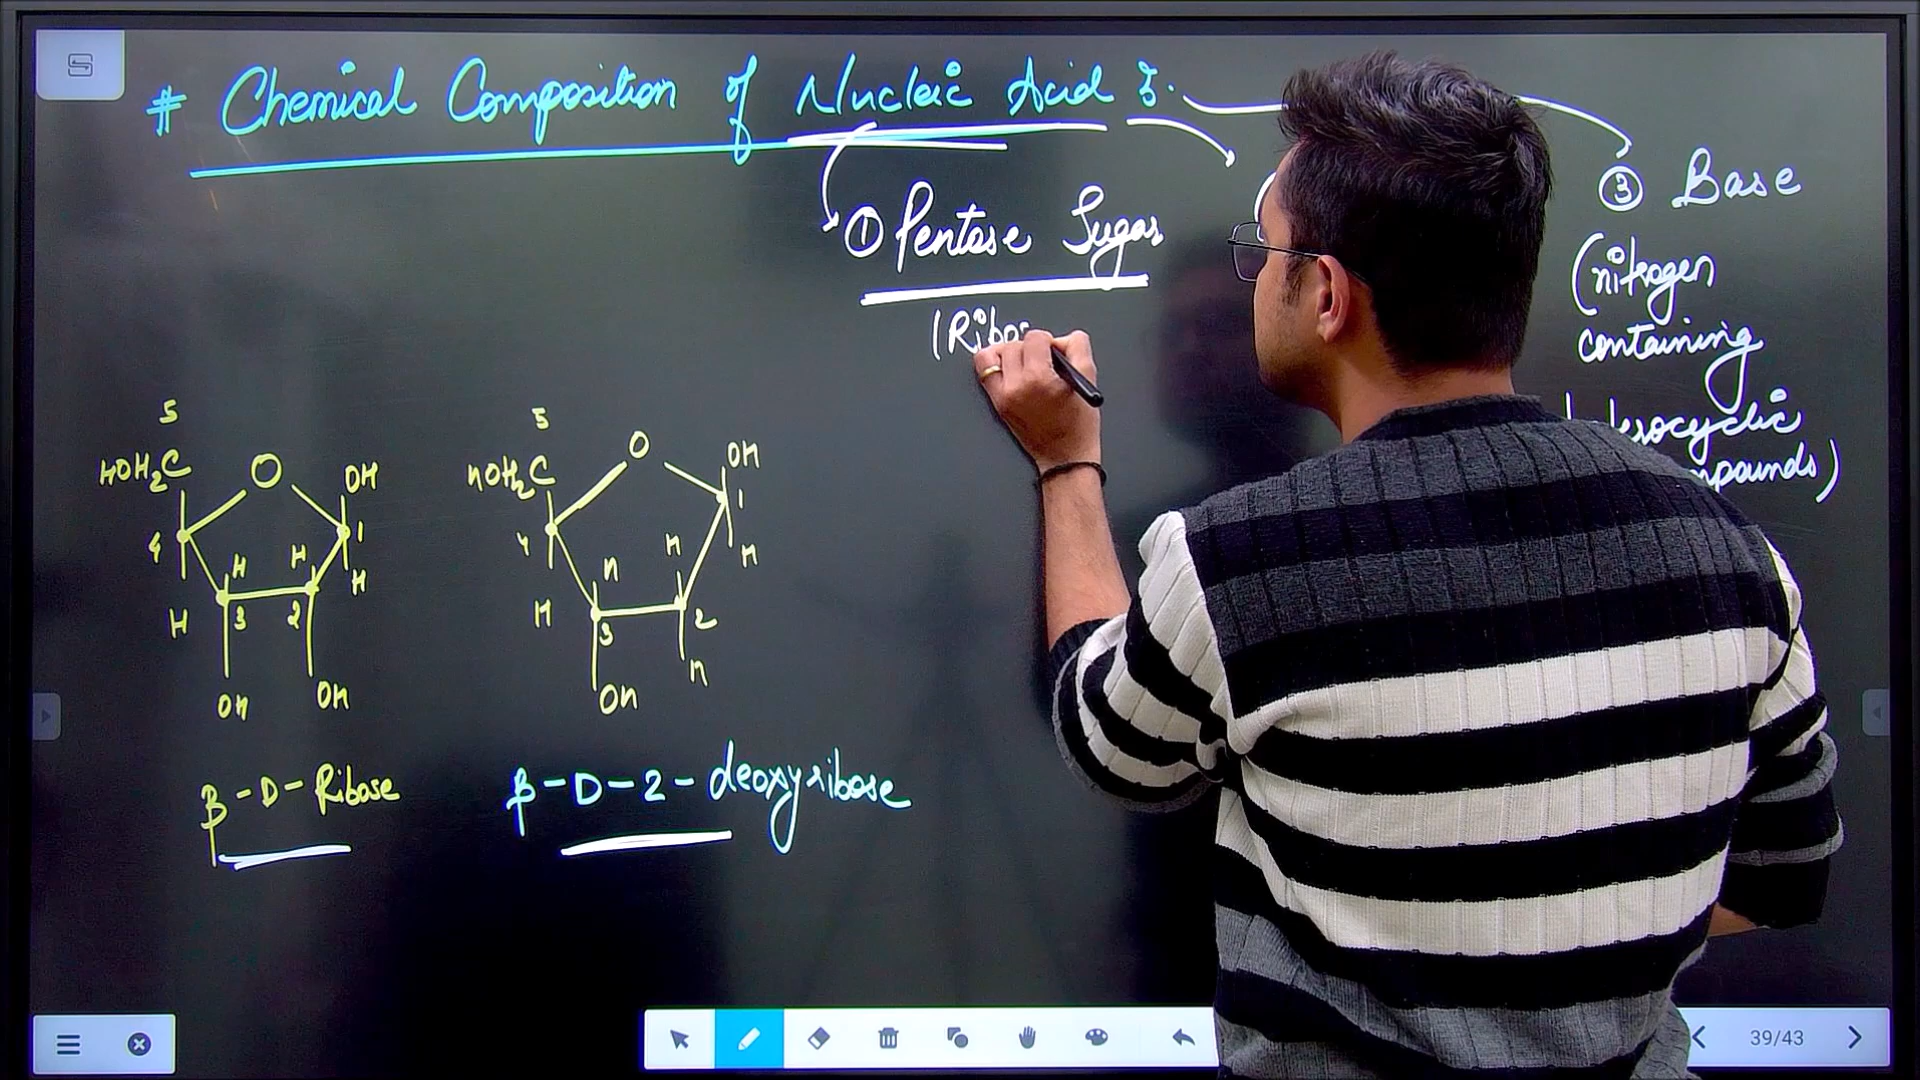 # Chemical Composition of Nucleic Acid :
① Pentose Sugar
(Ribos
③ Base
(nitrogen
containing
compounds)
5
HOH₂C O OH
4 1
H H H
H 3 2
OH OH
β-D-Ribose
5
HOH₂C O OH
4 1
H H H
H 3 2
OH H
β-D-2-deoxyribose
39/43